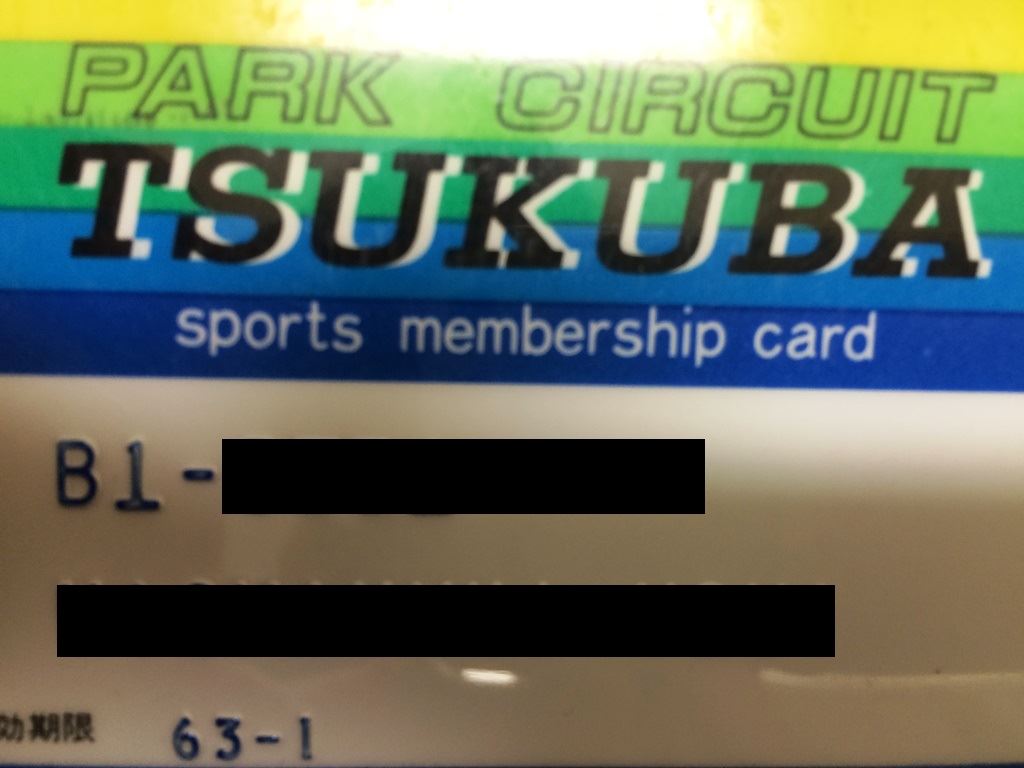 PARK CIRCUIT
TSUKUBA
sports membership card
B1-
効期限 63-1